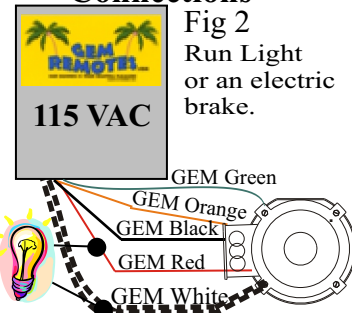 Connections
Fig 2
Run Light
or an electric
brake.
GEM
REMOTES
115 VAC
GEM Green
GEM Orange
GEM Black
GEM Red
GEM White